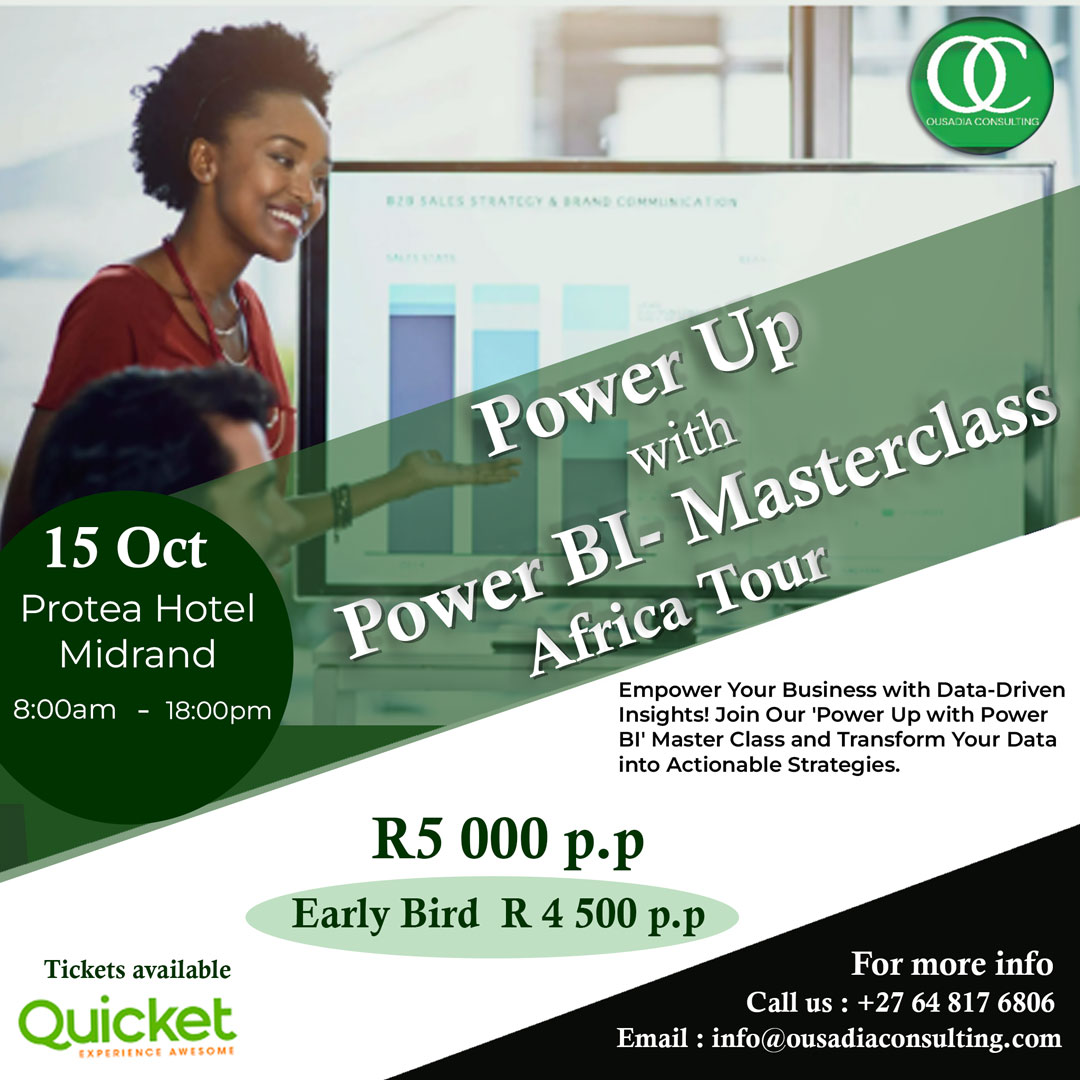 OC
OUSADIA CONSULTING
B2B SALES STRATEGY & BRAND COMMUNICATION
SALES STATS
Power Up
with
Power BI- Masterclass
Africa Tour
15 Oct
Protea Hotel
Midrand
8:00am - 18:00pm
Empower Your Business with Data-Driven
Insights! Join Our 'Power Up with Power
BI' Master Class and Transform Your Data
into Actionable Strategies.
R5 000 p.p
Early Bird R 4 500 p.p
Tickets available
Quicket
EXPERIENCE AWESOME
For more info
Call us : +27 64 817 6806
Email : info@ousadiaconsulting.com